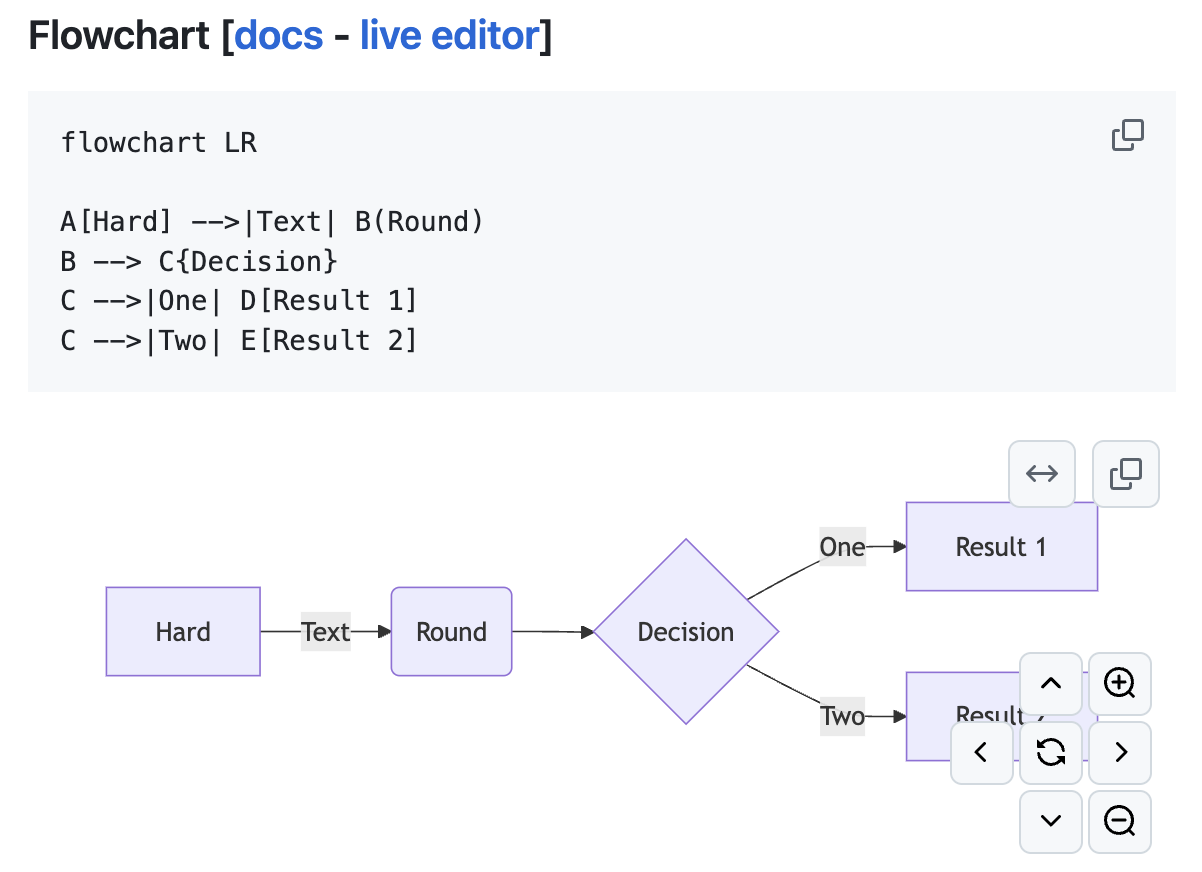 Flowchart [docs - live editor]
flowchart LR
A[Hard] -->|Text| B(Round)
B --> C{Decision}
C -->|One| D[Result 1]
C -->|Two| E[Result 2]
One
Result 1
Hard
Text
Round
Decision
Two
Result